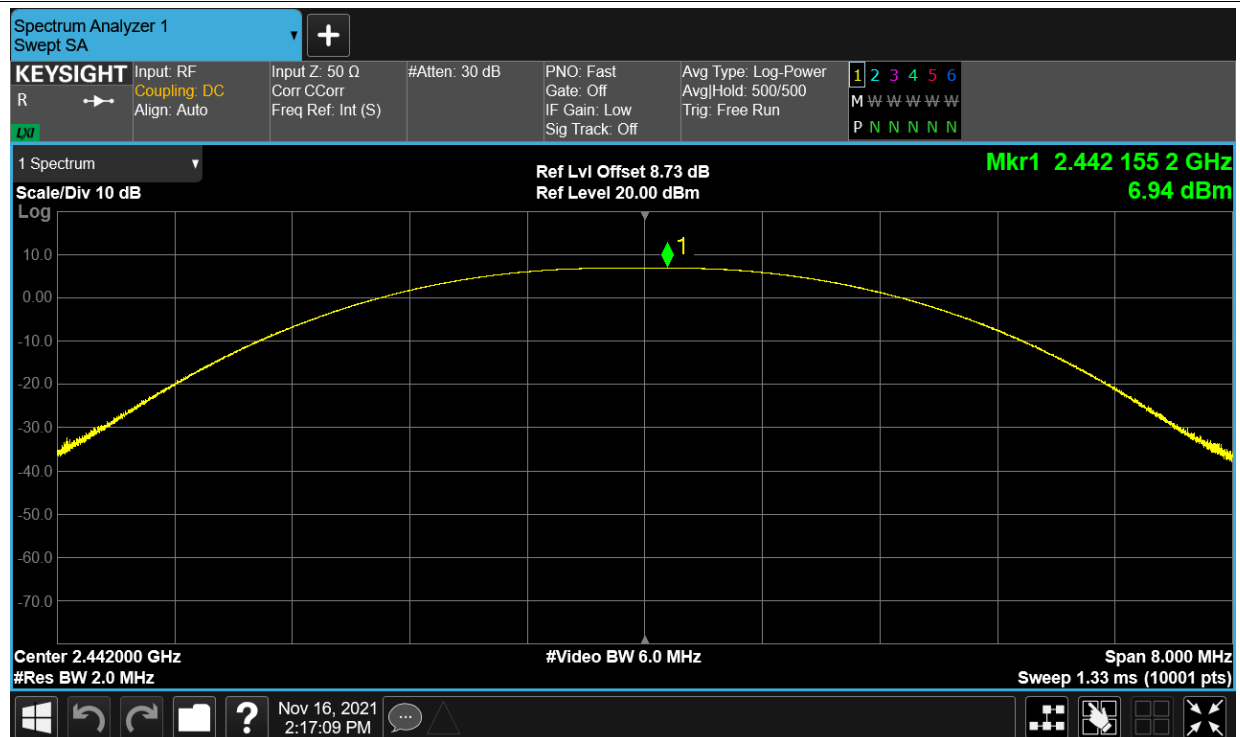 Spectrum Analyzer 1
Swept SA
+
KEYSIGHT
R
LXI
Input: RF
Coupling: DC
Align: Auto
Input Z: 50 Ω
Corr CCorr
Freq Ref: Int (S)
#Atten: 30 dB
PNO: Fast
Gate: Off
IF Gain: Low
Sig Track: Off
Avg Type: Log-Power
Avg|Hold: 500/500
Trig: Free Run
1 2 3 4 5 6
M W W W W W
P N N N N N
1 Spectrum
Scale/Div 10 dB
Log
Ref Lvl Offset 8.73 dB
Ref Level 20.00 dBm
Mkr1 2.442 155 2 GHz
6.94 dBm
1
10.0
0.00
-10.0
-20.0
-30.0
-40.0
-50.0
-60.0
-70.0
Center 2.442000 GHz
#Res BW 2.0 MHz
#Video BW 6.0 MHz
Span 8.000 MHz
Sweep 1.33 ms (10001 pts)
?
Nov 16, 2021
2:17:09 PM